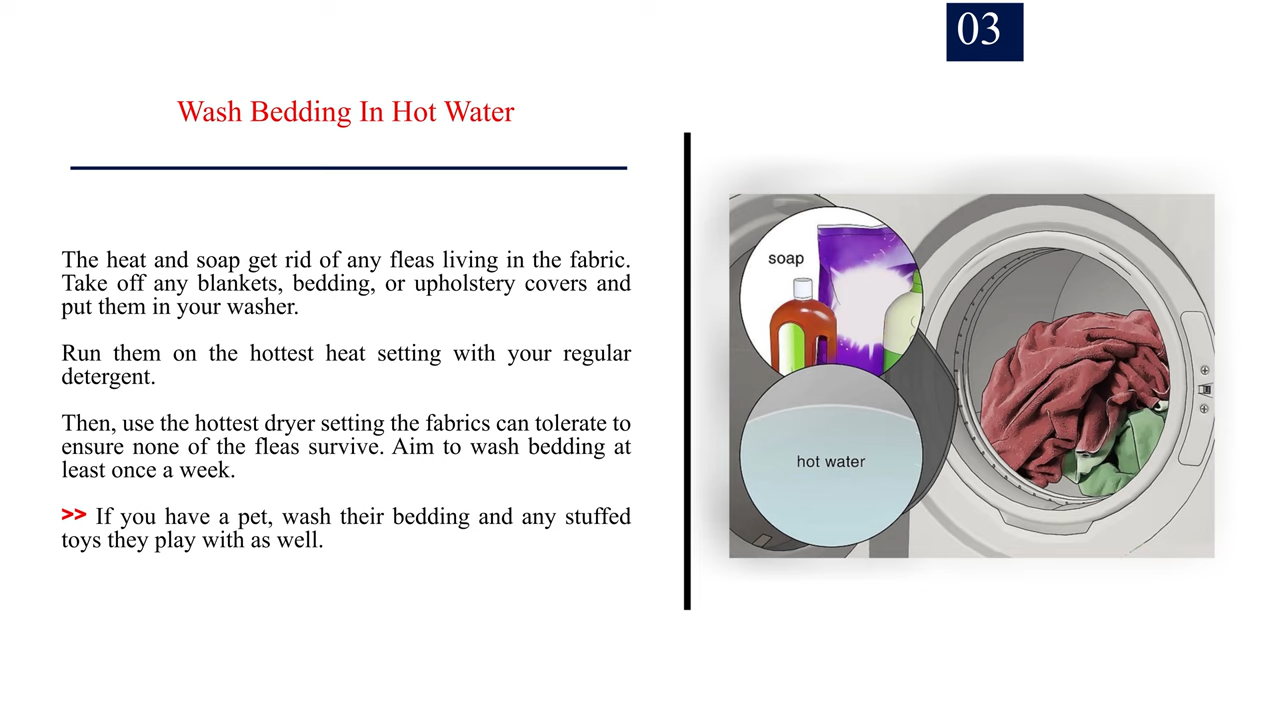 03
Wash Bedding In Hot Water
The heat and soap get rid of any fleas living in the fabric.
Take off any blankets, bedding, or upholstery covers and
put them in your washer.
Run them on the hottest heat setting with your regular
detergent.
Then, use the hottest dryer setting the fabrics can tolerate to
ensure none of the fleas survive. Aim to wash bedding at
least once a week.
>> If you have a pet, wash their bedding and any stuffed
toys they play with as well.
soap
hot water